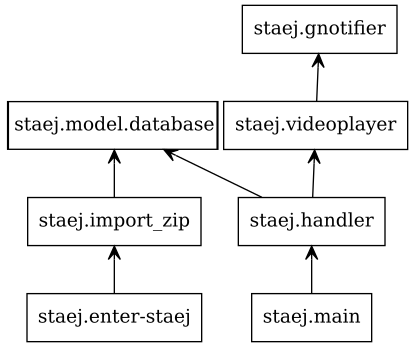 staej.gnotifier
staej.model.database
staej.videoplayer
staej.import_zip
staej.handler
staej.enter-staej
staej.main